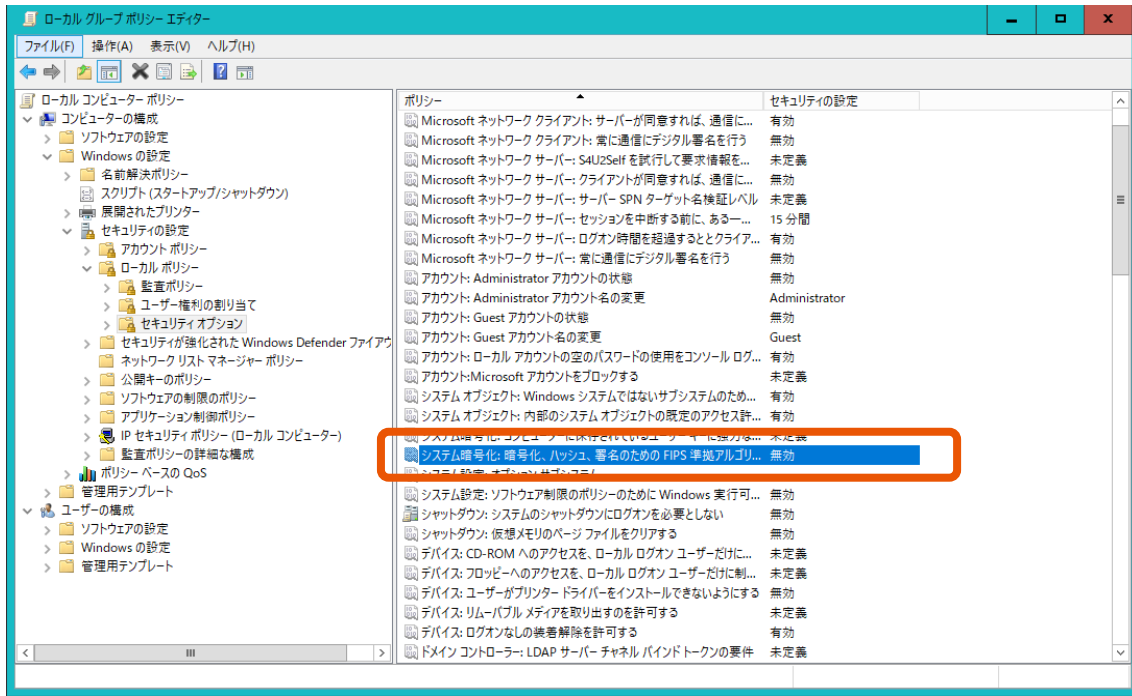 ローカル グループ ポリシー エディター
ファイル(F) 操作(A) 表示(V) ヘルプ(H)
ローカル コンピューター ポリシー
コンピューターの構成
ソフトウェアの設定
Windows の設定
名前解決ポリシー
スクリプト (スタートアップ/シャットダウン)
展開されたプリンター
セキュリティの設定
アカウント ポリシー
ローカル ポリシー
監査ポリシー
ユーザー権利の割り当て
セキュリティ オプション
セキュリティが強化された Windows Defender ファイアウ
ネットワーク リスト マネージャー ポリシー
公開キーのポリシー
ソフトウェアの制限のポリシー
アプリケーション制御ポリシー
IP セキュリティ ポリシー (ローカル コンピューター)
監査ポリシーの詳細な構成
ポリシー ベースの QoS
管理用テンプレート
ユーザーの構成
ソフトウェアの設定
Windows の設定
管理用テンプレート
ポリシー セキュリティの設定
Microsoft ネットワーク クライアント: サーバーが同意すれば、通信に... 有効
Microsoft ネットワーク クライアント: 常に通信にデジタル署名を行う 無効
Microsoft ネットワーク サーバー: S4U2Self を試行して要求情報を... 未定義
Microsoft ネットワーク サーバー: クライアントが同意すれば、通信に... 無効
Microsoft ネットワーク サーバー: サーバー SPN ターゲット名検証レベル 未定義
Microsoft ネットワーク サーバー: セッションを中断する前に、ある一... 15 分間
Microsoft ネットワーク サーバー: ログオン時間を超過するととクライア... 有効
Microsoft ネットワーク サーバー: 常に通信にデジタル署名を行う 無効
アカウント: Administrator アカウントの状態 無効
アカウント: Administrator アカウント名の変更 Administrator
アカウント: Guest アカウントの状態 無効
アカウント: Guest アカウント名の変更 Guest
アカウント: ローカル アカウントの空のパスワードの使用をコンソール ログ... 有効
アカウント:Microsoft アカウントをブロックする 未定義
システム オブジェクト: Windows システムではないサブシステムのため... 有効
システム オブジェクト: 内部のシステム オブジェクトの既定のアクセス許... 有効
システム暗号化: コンピューターに保存されているユーザー キーに強力な... 未定義
システム暗号化: 暗号化、ハッシュ、署名のための FIPS 準拠アルゴリ... 無効
システム設定: オプション サブシステム
システム設定: ソフトウェア制限のポリシーのために Windows 実行可... 無効
シャットダウン: システムのシャットダウンにログオンを必要としない 無効
シャットダウン: 仮想メモリのページ ファイルをクリアする 無効
デバイス: CD-ROM へのアクセスを、ローカル ログオン ユーザーだけに... 未定義
デバイス: フロッピーへのアクセスを、ローカル ログオン ユーザーだけに制... 未定義
デバイス: ユーザーがプリンター ドライバーをインストールできないようにする 無効
デバイス: リムーバブル メディアを取り出すのを許可する 未定義
デバイス: ログオンなしの装着解除を許可する 有効
ドメイン コントローラー: LDAP サーバー チャネル バインド トークンの要件 未定義